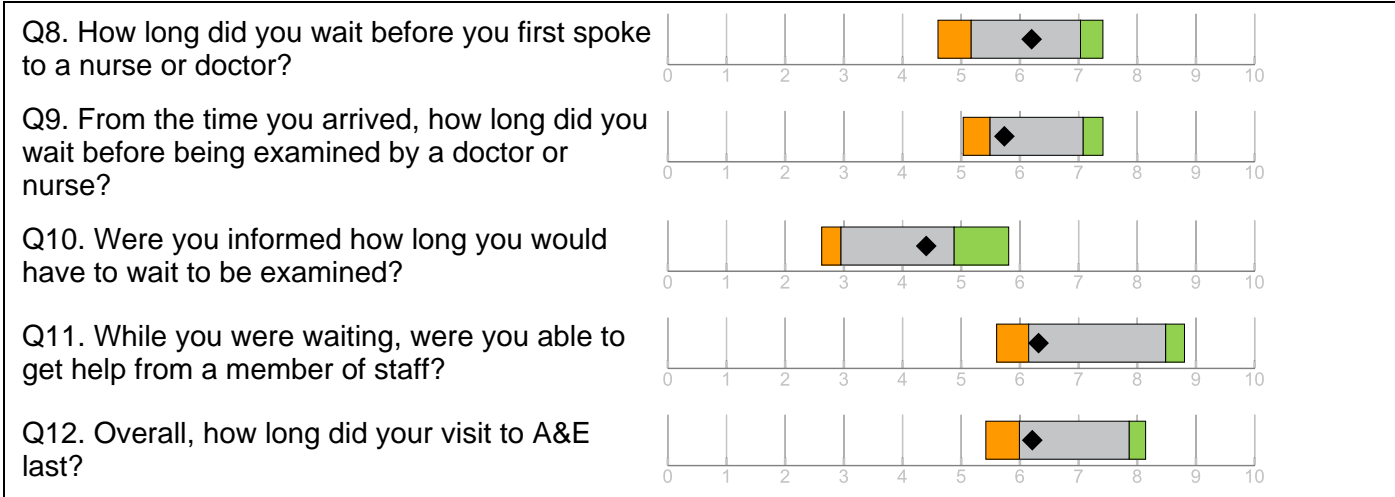 Q8. How long did you wait before you first spoke
to a nurse or doctor?
0 1 2 3 4 5 6 7 8 9 10
Q9. From the time you arrived, how long did you
wait before being examined by a doctor or
nurse?
0 1 2 3 4 5 6 7 8 9 10
Q10. Were you informed how long you would
have to wait to be examined?
0 1 2 3 4 5 6 7 8 9 10
Q11. While you were waiting, were you able to
get help from a member of staff?
0 1 2 3 4 5 6 7 8 9 10
Q12. Overall, how long did your visit to A&E
last?
0 1 2 3 4 5 6 7 8 9 10